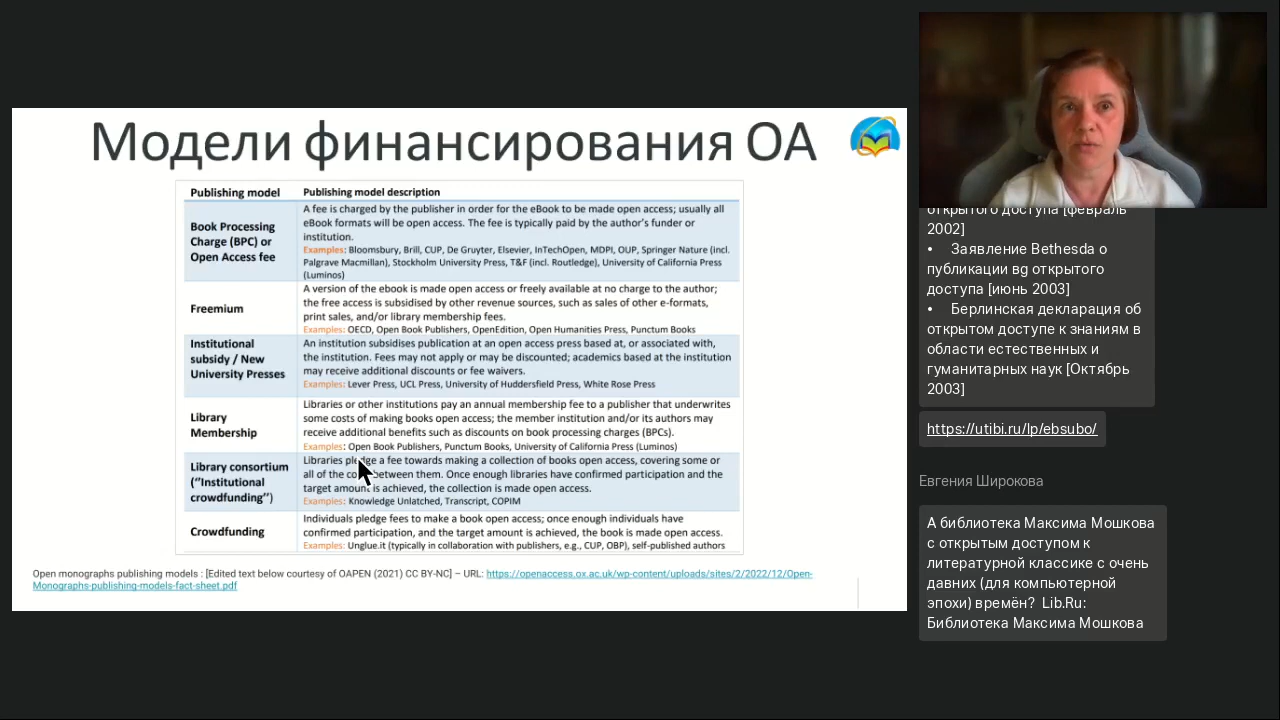 Модели финансирования ОА
Publishing model
Publishing model description
Book Processing
Charge (BPC) or
Open Access fee
A fee is charged by the publisher in order for the eBook to be made open access; usually all
eBook formats will be open access. The fee is typically paid by the author's funder or
institution.
Examples: Bloomsbury, Brill, CUP, De Gruyter, Elsevier, InTechOpen, MDPI, OUP, Springer Nature (incl.
Palgrave Macmillan), Stockholm University Press, T&F (incl. Routledge), University of California Press
(Luminos)
Freemium
A version of the ebook is made open access or freely available at no charge to the author;
the free access is subsidised by other revenue sources, such as sales of other e-formats,
print sales, and/or library membership fees.
Examples: OECD, Open Book Publishers, OpenEdition, Open Humanities Press, Punctum Books
Institutional
subsidy / New
University Presses
An institution subsidises publication at an open access press based at, or associated with,
the institution. Fees may not apply or may be discounted; academics based at the institution
may receive additional discounts or fee waivers.
Examples: Lever Press, UCL Press, University of Huddersfield Press, White Rose Press
Library
Membership
Libraries or other institutions pay an annual membership fee to a publisher that underwrites
some costs of making books open access; the member institution and/or its authors may
receive additional benefits such as discounts on book processing charges (BPCs).
Examples: Open Book Publishers, Punctum Books, University of California Press (Luminos)
Library consortium
("Institutional
crowdfunding")
Libraries pledge a fee towards making a collection of books open access, covering some or
all of the between them. Once enough libraries have confirmed participation and the
target amount is achieved, the collection is made open access.
Examples: Knowledge Unlatched, Transcript, COPIM
Crowdfunding
Individuals pledge fees to make a book open access; once enough individuals have
confirmed participation, and the target amount is achieved, the book is made open access.
Examples: Unglue.it (typically in collaboration with publishers, e.g., CUP, OBP), self-published authors
Open monographs publishing models : [Edited text below courtesy of OAPEN (2021) CC BY-NC] – URL: https://openaccess.ox.ac.uk/wp-content/uploads/sites/2/2022/12/Open-
Monographs-publishing-models-fact-sheet.pdf
открытого доступа [февраль
2002]
• Заявление Bethesda о
публикации вg открытого
доступа [июнь 2003]
• Берлинская декларация об
открытом доступе к знаниям в
области естественных и
гуманитарных наук [Октябрь
2003]
https://utibi.ru/lp/ebsubo/
Евгения Широкова
А библиотека Максима Мошкова
с открытым доступом к
литературной классике с очень
давних (для компьютерной
эпохи) времён? Lib.Ru:
Библиотека Максима Мошкова